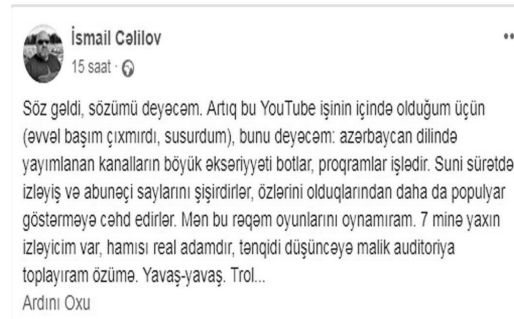 İsmail Cəlilov
15 saat ·
Söz gəldi, sözümü deyəcəm. Artıq bu YouTube işinin içində olduğum üçün
(əvvəl başım çıxmırdı, susurdum), bunu deyəcəm: azərbaycan dilində
yayımlanan kanalların böyük əksəriyyəti botlar, proqramlar işlədir. Suni sürətdə
izləyiş və abunəçi saylarını şişirdirlər, özlərini olduqlarından daha da populyar
göstərməyə cəhd edirlər. Mən bu rəqəm oyunlarını oynamıram. 7 minə yaxın
izləyicim var, hamısı real adamdır, tənqidi düşüncəyə malik auditoriya
toplayıram özümə. Yavaş-yavaş. Trol...
Ardını Oxu